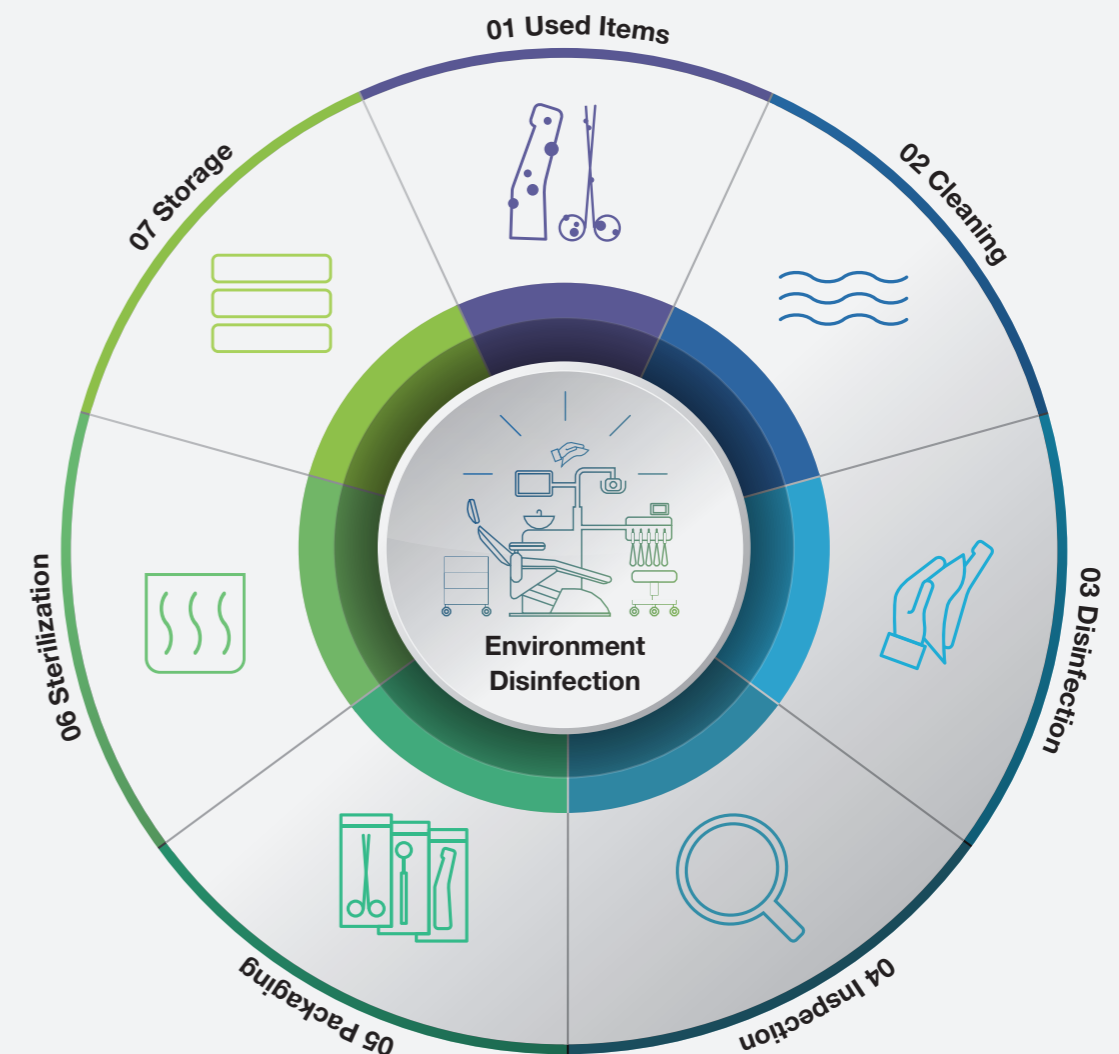 01 Used Items
02 Cleaning
03 Disinfection
04 Inspection
05 Packaging
06 Sterilization
07 Storage
Environment
Disinfection